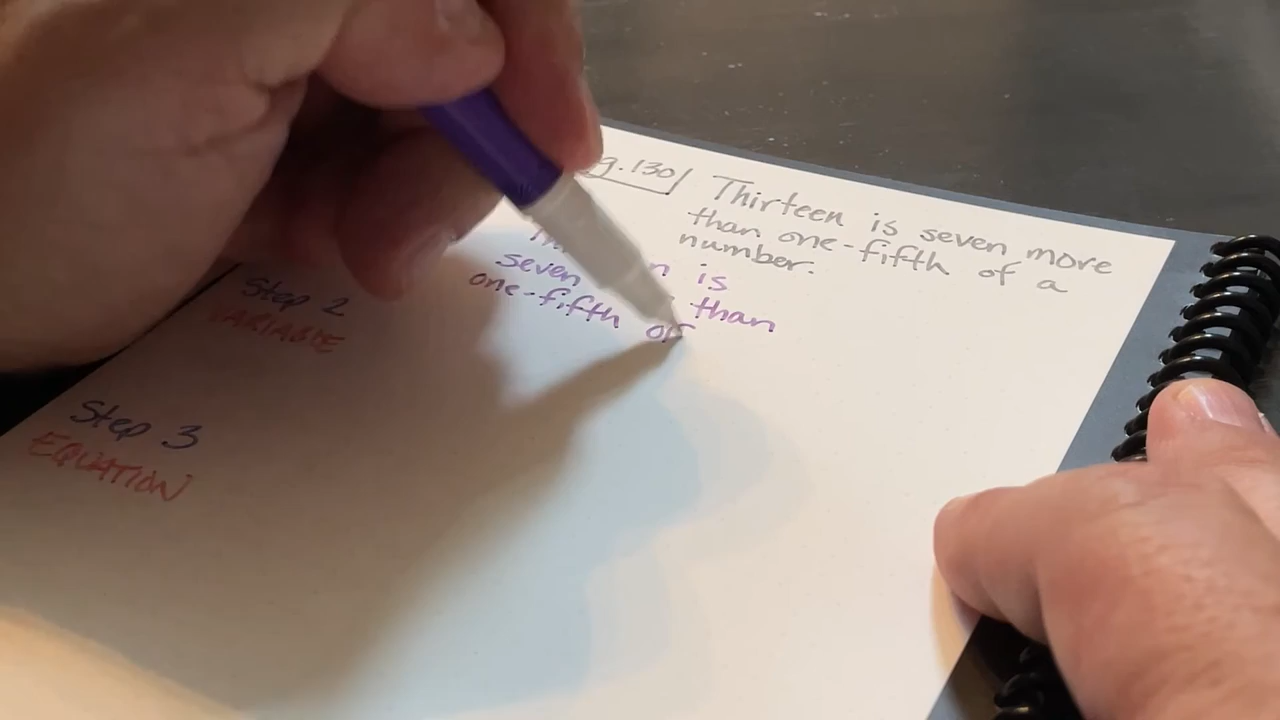 g.130
Thirteen is seven more
than one-fifth of a
number.
is
seven than
one-fifth of
Step 2
VARIABLE
Step 3
EQUATION